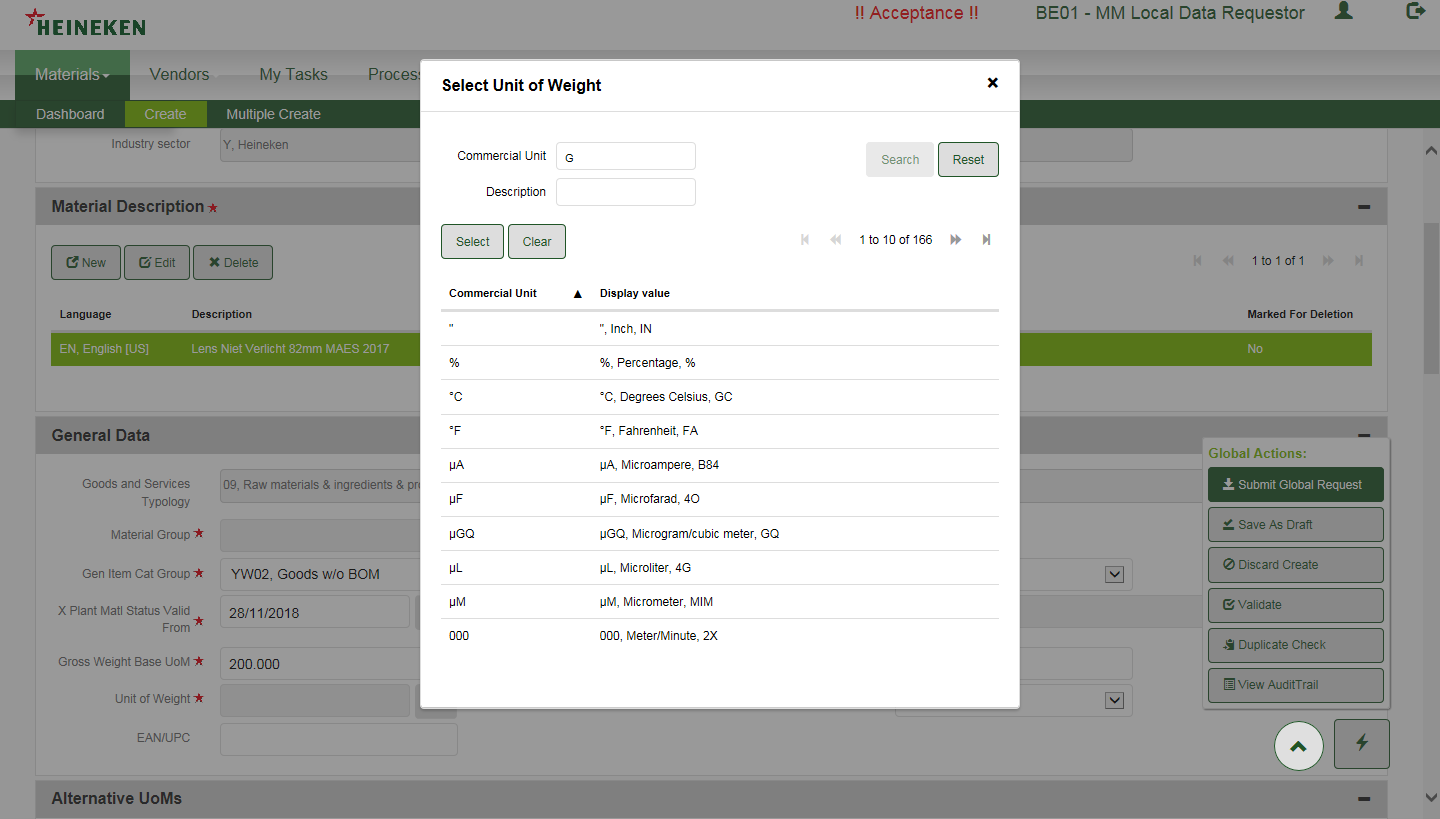 HEINEKEN
!! Acceptance !!
BE01 - MM Local Data Requestor
Materials
Vendors
My Tasks
Dashboard
Create
Multiple Create
Industry sector
Y, Heineken
Material Description
New
Edit
Delete
1 to 1 of 1
Language
Description
Marked For Deletion
EN, English [US]
Lens Niet Verlicht 82mm MAES 2017
No
General Data
Goods and Services
Typology
09, Raw materials & ingredients &
Material Group
Gen Item Cat Group
YW02, Goods w/o BOM
X Plant Matl Status Valid
From
28/11/2018
Gross Weight Base UoM
200.000
Unit of Weight
EAN/UPC
Alternative UoMs
Select Unit of Weight
Commercial Unit
G
Search
Reset
Description
Select
Clear
1 to 10 of 166
Commercial Unit
Display value
"
", Inch, IN
%
%, Percentage, %
°C
°C, Degrees Celsius, GC
°F
°F, Fahrenheit, FA
µA
µA, Microampere, B84
µF
µF, Microfarad, 4O
µGQ
µGQ, Microgram/cubic meter, GQ
µL
µL, Microliter, 4G
µM
µM, Micrometer, MIM
000
000, Meter/Minute, 2X
Global Actions:
Submit Global Request
Save As Draft
Discard Create
Validate
Duplicate Check
View AuditTrail